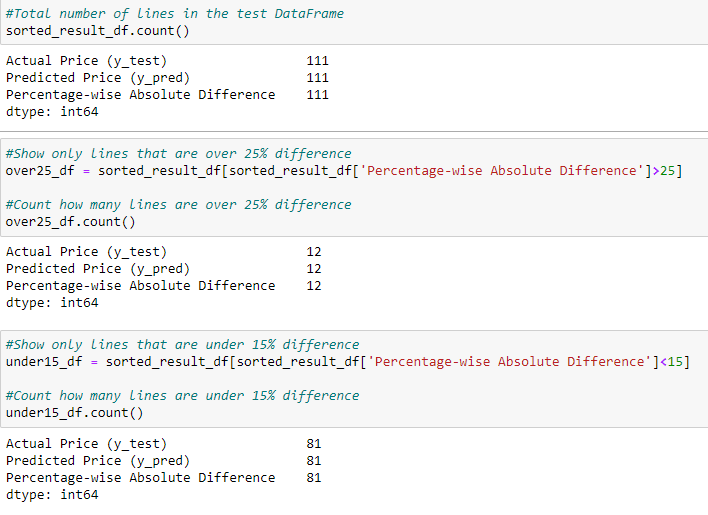 #Total number of lines in the test DataFrame
sorted_result_df.count()
Actual Price (y_test) 111
Predicted Price (y_pred) 111
Percentage-wise Absolute Difference 111
dtype: int64
#Show only lines that are over 25% difference
over25_df = sorted_result_df[sorted_result_df['Percentage-wise Absolute Difference']>25]
#Count how many lines are over 25% difference
over25_df.count()
Actual Price (y_test) 12
Predicted Price (y_pred) 12
Percentage-wise Absolute Difference 12
dtype: int64
#Show only lines that are under 15% difference
under15_df = sorted_result_df[sorted_result_df['Percentage-wise Absolute Difference']<15]
#Count how many lines are under 15% difference
under15_df.count()
Actual Price (y_test) 81
Predicted Price (y_pred) 81
Percentage-wise Absolute Difference 81
dtype: int64